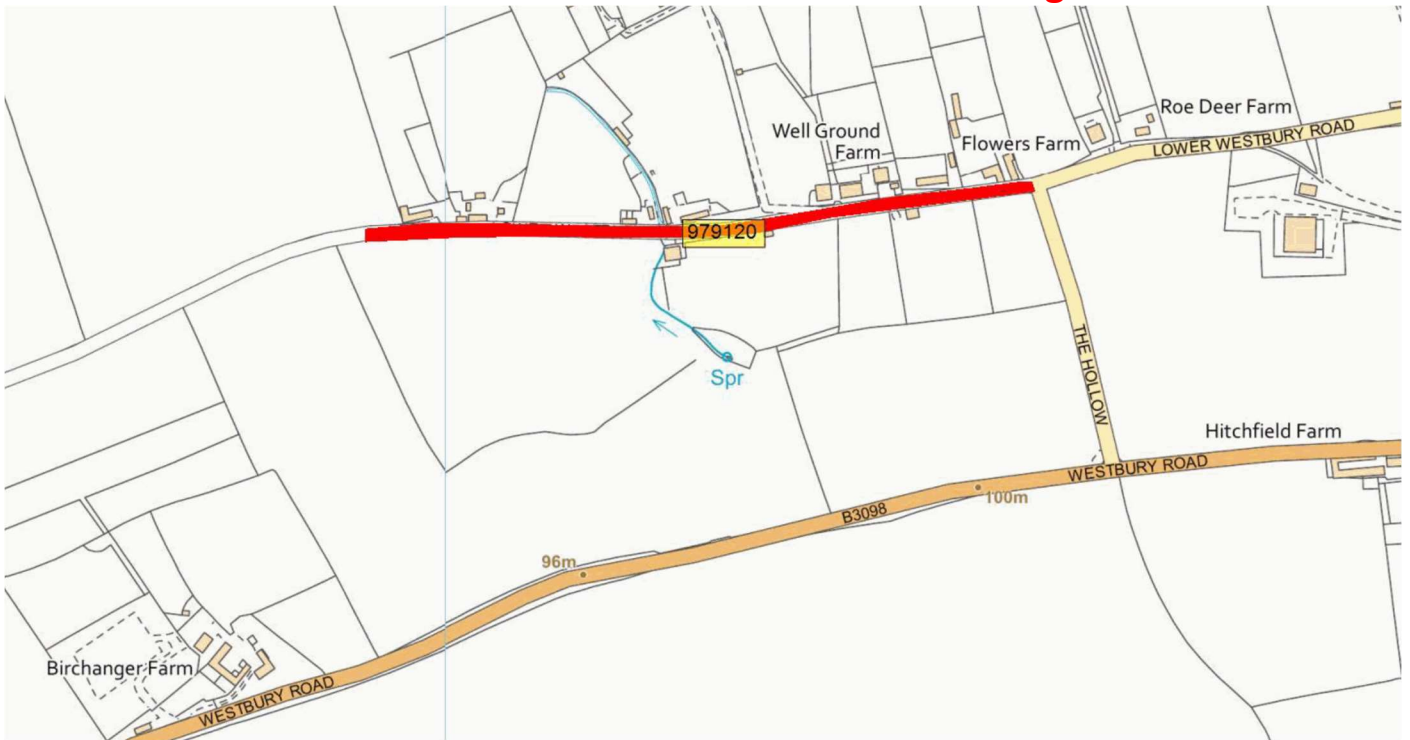 Roe Deer Farm
Well Ground
Farm
Flowers Farm
LOWER WESTBURY ROAD
979120
THE HOLLOW
Spr
Hitchfield Farm
WESTBURY ROAD
100m
B3098
96m
Birchanger Farm
WESTBURY ROAD